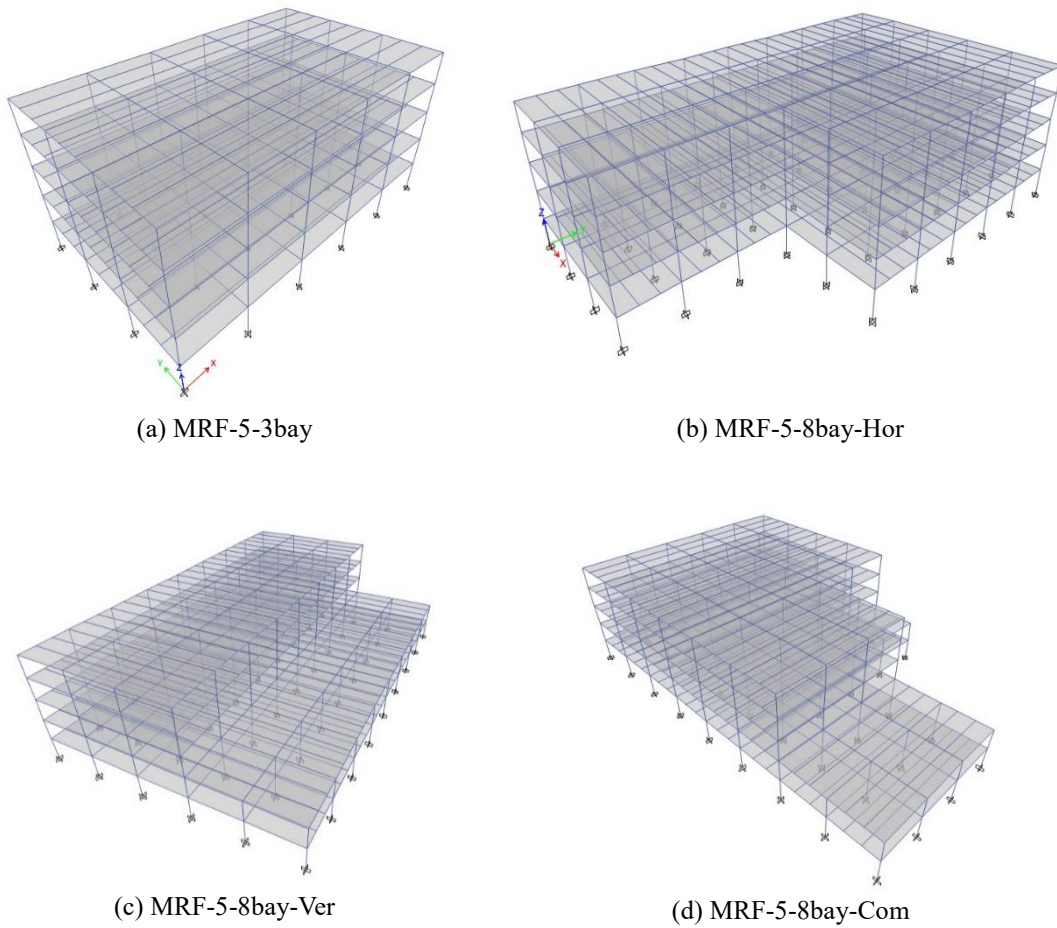 Z
Y
X
(a) MRF-5-3bay
Z
Y
X
(b) MRF-5-8bay-Hor
(c) MRF-5-8bay-Ver
(d) MRF-5-8bay-Com